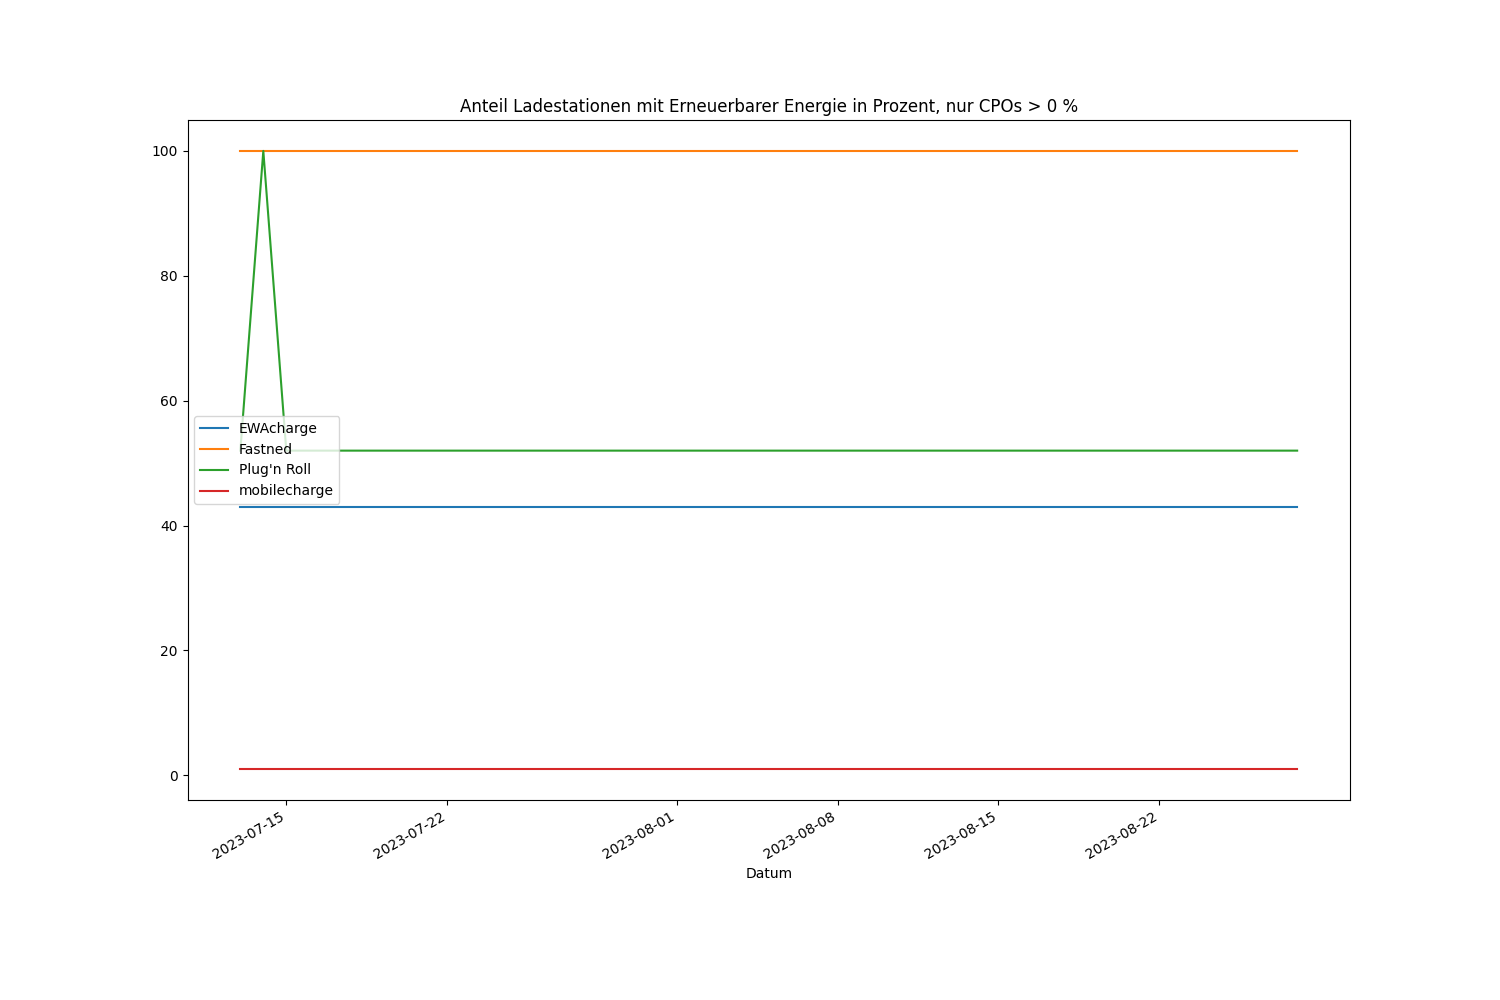 Anteil Ladestationen mit Erneuerbarer Energie in Prozent, nur CPOs > 0 %
100
80
60
40
20
0
EWAcharge
Fastned
Plug'n Roll
mobilecharge
2023-07-15
2023-07-22
2023-08-01
2023-08-08
2023-08-15
2023-08-22
Datum